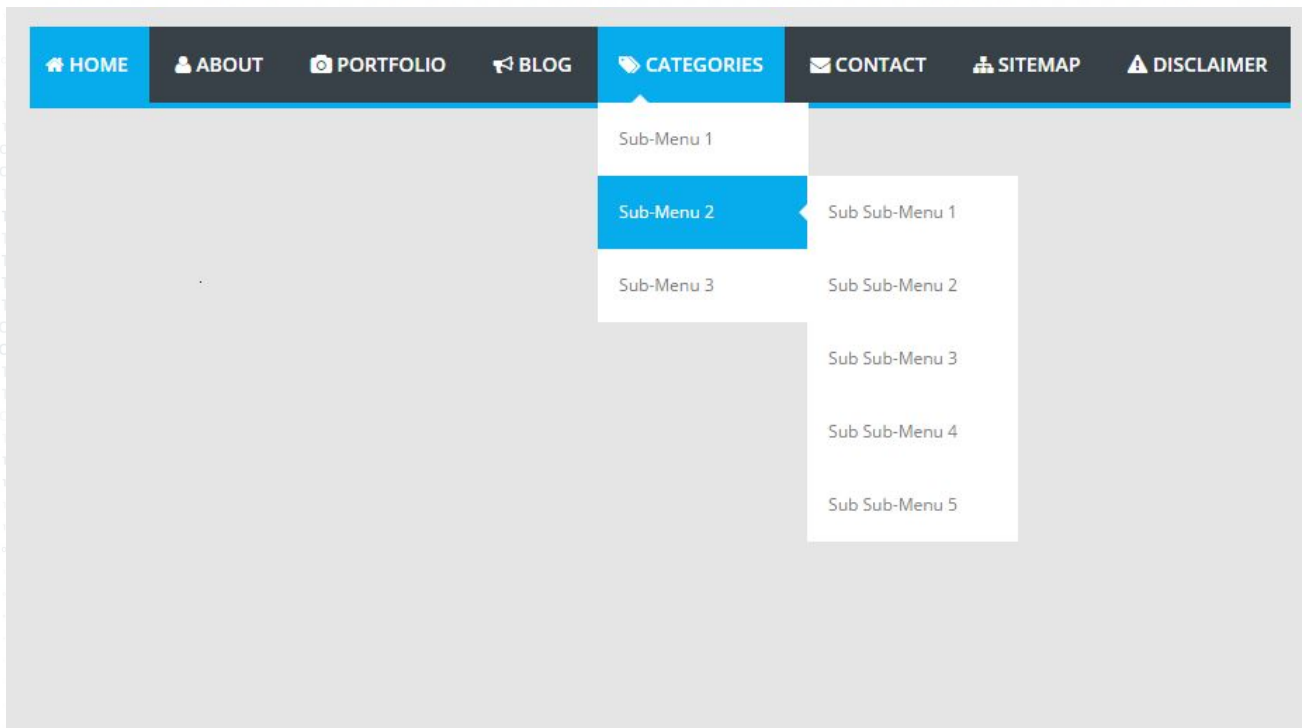 HOME ABOUT PORTFOLIO BLOG CATEGORIES CONTACT SITEMAP DISCLAIMER
Sub-Menu 1
Sub-Menu 2 Sub Sub-Menu 1
Sub-Menu 3 Sub Sub-Menu 2
Sub Sub-Menu 3
Sub Sub-Menu 4
Sub Sub-Menu 5